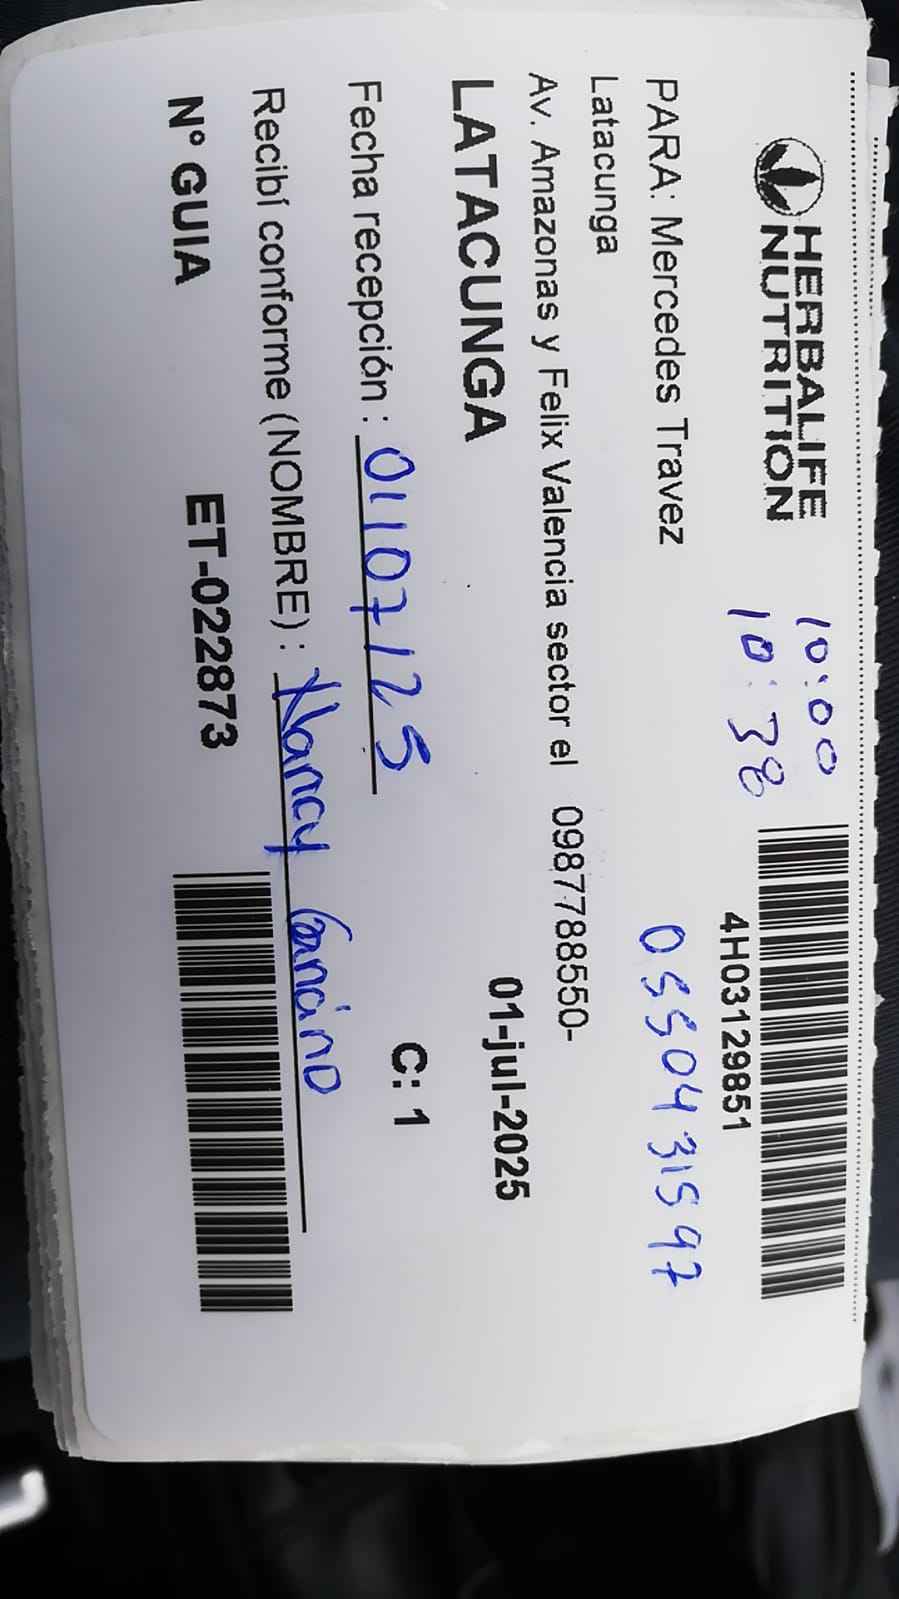 HERBALIFE
NUTRITION
10:00
10:38
4H03129851
PARA: Mercedes Travez
0550431597
Latacunga
Av. Amazonas y Felix Valencia sector el 0987788550-
LATACUNGA
01-jul-2025
Fecha recepción : 01/07/25
C: 1
Recibí conforme (NOMBRE) : Nancy
N° GUIA ET-022873